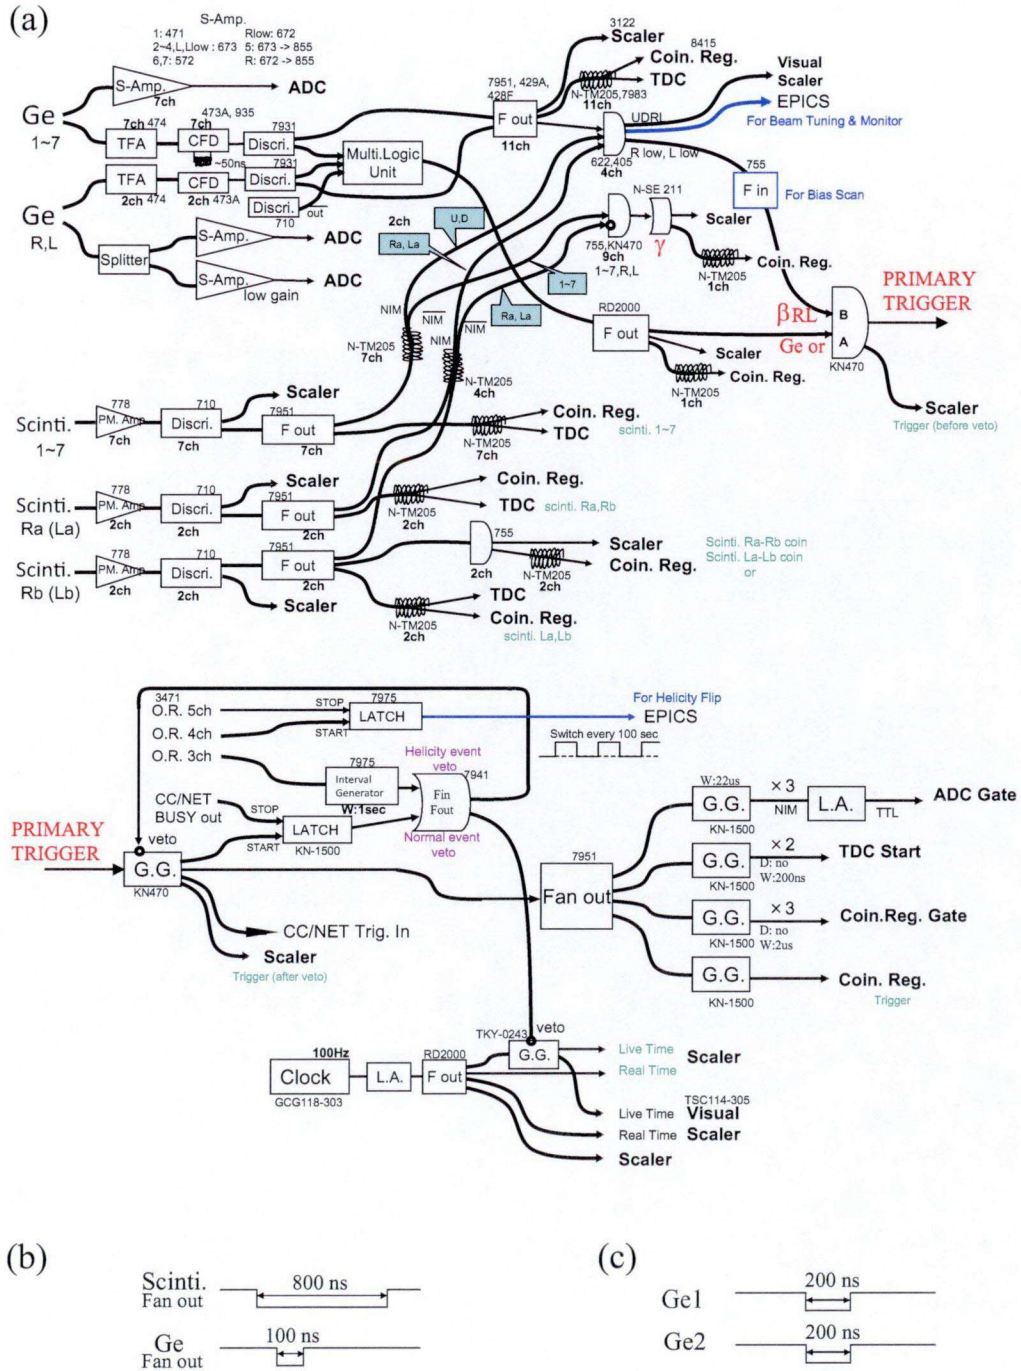 (a)
S-Amp.
1: 471
Rlow: 672
2~4,L,Llow : 673
5: 673 -> 855
6,7: 572
R: 672 -> 855
S-Amp.
7ch
ADC
Ge
1~7
7ch 474
TFA
7ch
473A, 935
CFD
7931
Discri.
~50ns
7931
TFA
2ch 474
CFD
2ch 473A
Discri.
Multi.Logic
Unit
Discri.
out
710
Ge
R,L
Splitter
S-Amp.
ADC
S-Amp.
low gain
ADC
7951, 429A,
428F
F out
11ch
3122
Scaler
8415
Coin. Reg.
TDC
N-TM205,7983
11ch
UDRL
Visual
Scaler
EPICS
For Beam Tuning & Monitor
R low, L low
622,405
4ch
755
F in
For Bias Scan
N-SE 211
Scaler
755,KN470
9ch
1~7,R,L
γ
N-TM205
1ch
Coin. Reg.
2ch
U,D
Ra, La
1~7
Ra, La
NIM
NIM
NIM
NIM
N-TM205
7ch
N-TM205
4ch
RD2000
F out
Scaler
Coin. Reg.
N-TM205
1ch
βRL
Ge or
B
A
KN470
PRIMARY
TRIGGER
Scaler
Trigger (before veto)
Scinti.
1~7
778
PM. Amp
7ch
710
Discri.
7ch
Scaler
7951
F out
7ch
N-TM205
7ch
Coin. Reg.
TDC
scinti. 1~7
Scinti.
Ra (La)
778
PM. Amp
2ch
710
Discri.
2ch
Scaler
7951
F out
2ch
N-TM205
2ch
Coin. Reg.
TDC
scinti. Ra,Rb
Scinti.
Rb (Lb)
778
PM. Amp
2ch
710
Discri.
2ch
Scaler
7951
F out
2ch
755
2ch
Scaler
Coin. Reg.
N-TM205
2ch
Scinti. Ra-Rb coin
Scinti. La-Lb coin
or
N-TM205
2ch
TDC
Coin. Reg.
scinti. La,Lb
3471
O.R. 5ch
O.R. 4ch
O.R. 3ch
STOP
START
7975
LATCH
For Helicity Flip
EPICS
Switch every 100 sec
Helicity event
veto
7975
Interval
Generator
W:1sec
7941
Fin
Fout
Normal event
veto
CC/NET
BUSY out
STOP
START
LATCH
KN-1500
PRIMARY
TRIGGER
veto
G.G.
KN470
CC/NET Trig. In
Scaler
Trigger (after veto)
7951
Fan out
W:22us
G.G.
KN-1500
×3
NIM
L.A.
TTL
ADC Gate
G.G.
KN-1500
×2
D: no
W:200ns
TDC Start
G.G.
KN-1500
×3
D: no
W:2us
Coin.Reg. Gate
G.G.
KN-1500
Coin. Reg.
Trigger
100Hz
Clock
GCG118-303
L.A.
RD2000
F out
TKY-0243
veto
G.G.
Live Time
Real Time
Scaler
TSC114-305
Live Time
Visual
Real Time
Scaler
Scaler
(b)
Scinti.
Fan out
800 ns
Ge
Fan out
100 ns
(c)
Ge1
200 ns
Ge2
200 ns